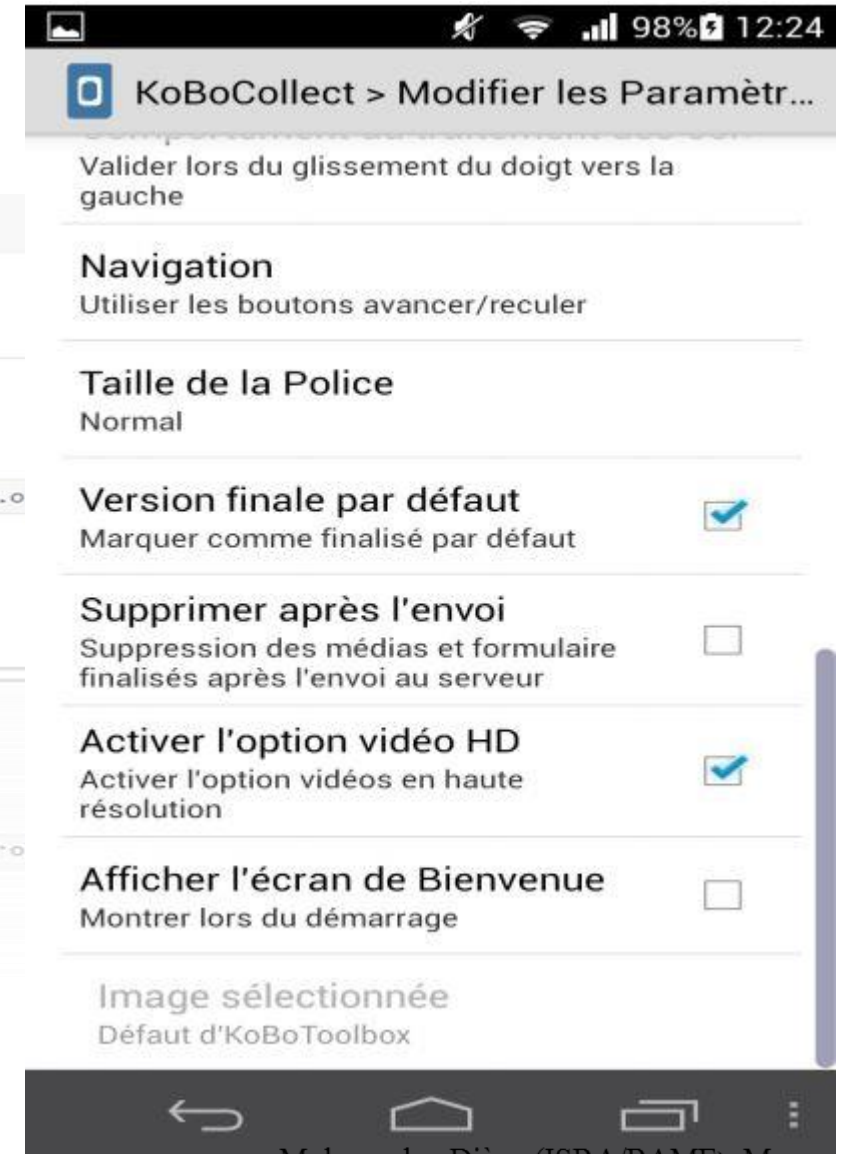 98% 12:24
KoBoCollect > Modifier les Paramètr...
Valider lors du glissement du doigt vers la
gauche
Navigation
Utiliser les boutons avancer/reculer
Taille de la Police
Normal
Version finale par défaut
Marquer comme finalisé par défaut
Supprimer après l'envoi
Suppression des médias et formulaire
finalisés après l'envoi au serveur
Activer l'option vidéo HD
Activer l'option vidéos en haute
résolution
Afficher l'écran de Bienvenue
Montrer lors du démarrage
Image sélectionnée
Défaut d'KoBoToolbox